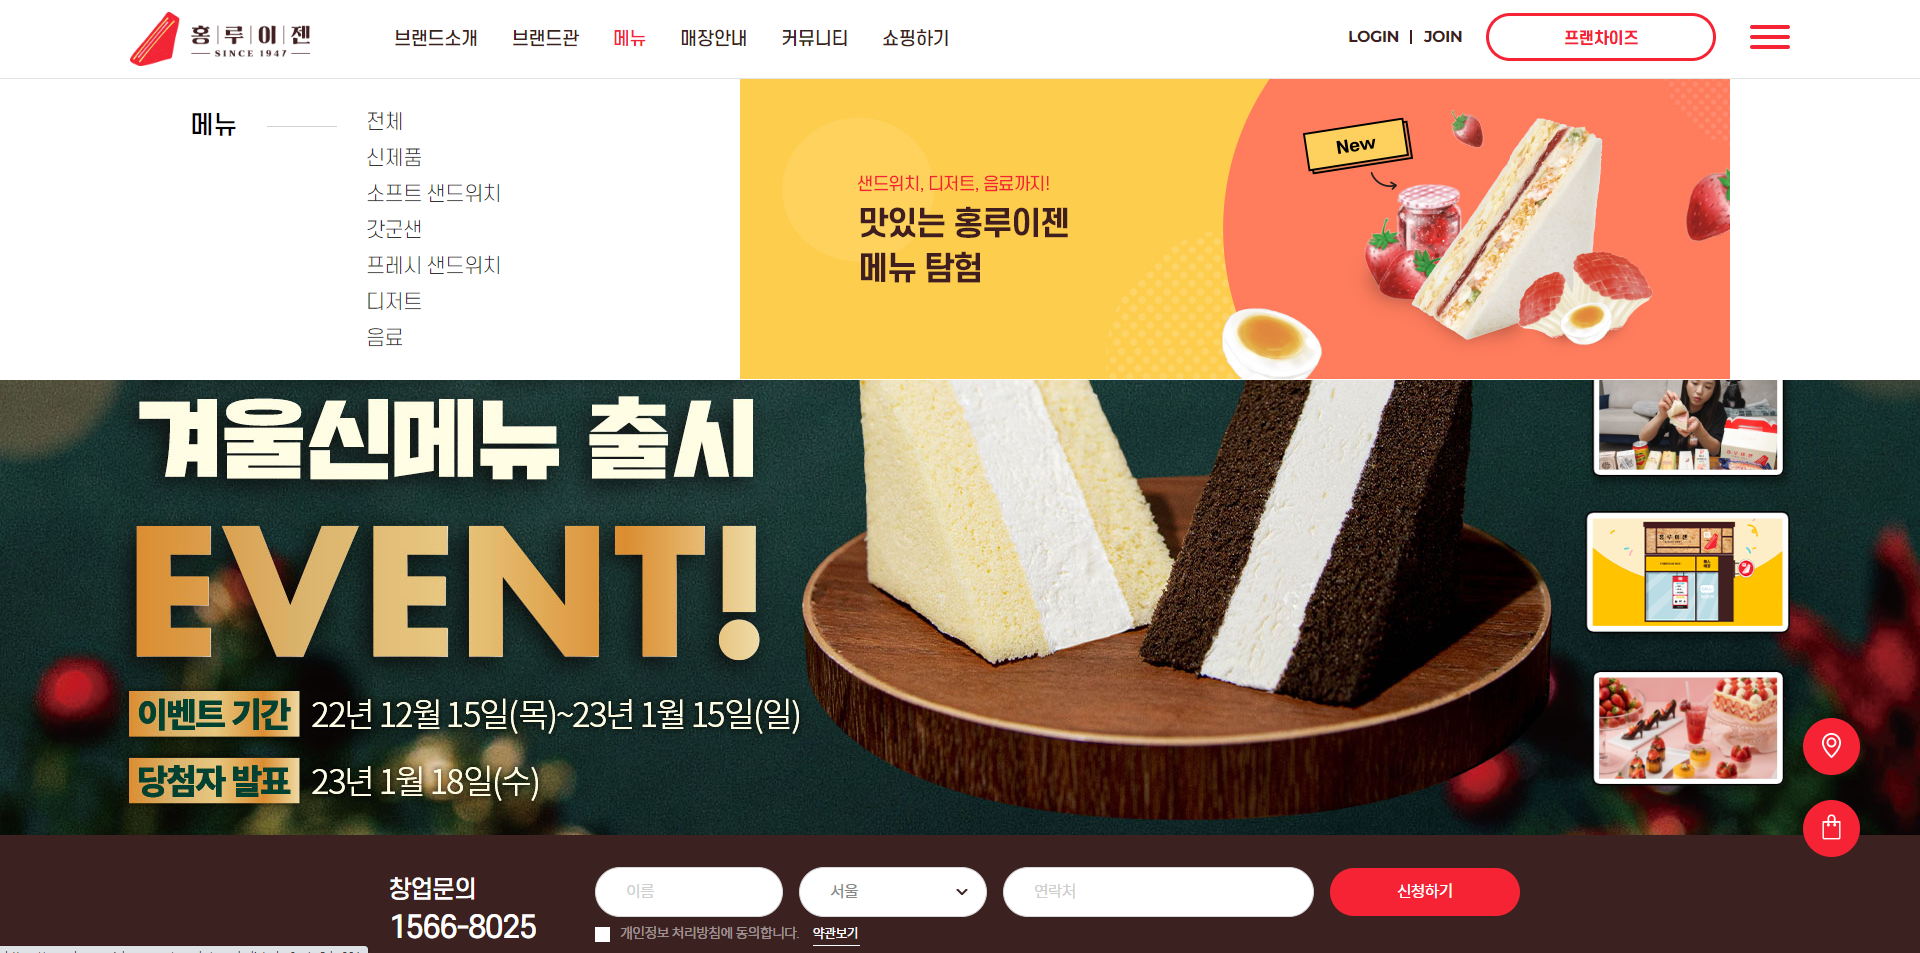 홍루이젠
SINCE 1947
브랜드소개
브랜드관
메뉴
매장안내
커뮤니티
쇼핑하기
LOGIN
JOIN
프랜차이즈
메뉴
전체
신제품
소프트 샌드위치
갓군샌
프레시 샌드위치
디저트
음료
샌드위치, 디저트, 음료까지!
맛있는 홍루이젠
메뉴 탐험
New
겨울신메뉴 출시
EVENT!
이벤트 기간 22년 12월 15일(목)~23년 1월 15일(일)
당첨자 발표 23년 1월 18일(수)
홍루이젠
창업문의
1566-8025
이름
서울
연락처
신청하기
개인정보 처리방침에 동의합니다.
약관보기